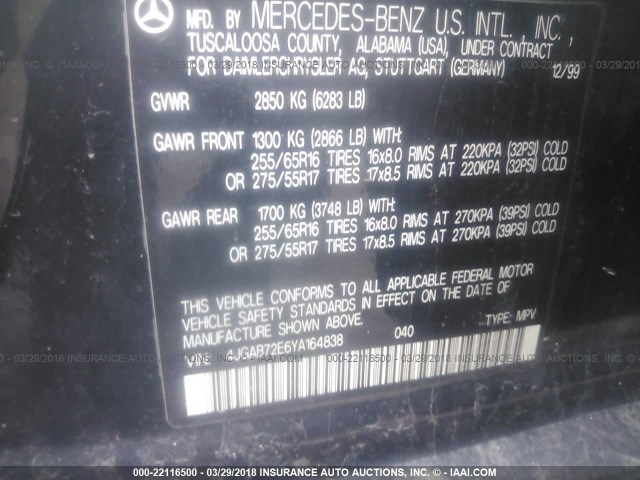 MFD. BY MERCEDES-BENZ U.S. INTL., INC.,
TUSCALOOSA COUNTY, ALABAMA (USA), UNDER CONTRACT
FOR DAIMLERCHRYSLER AG, STUTTGART (GERMANY) 12/99
GVWR 2850 KG (6283 LB)
GAWR FRONT 1300 KG (2866 LB) WITH:
255/65R16 TIRES 16x8.0 RIMS AT 220KPA (32PSI) COLD
OR 275/55R17 TIRES 17x8.5 RIMS AT 220KPA (32PSI) COLD
GAWR REAR 1700 KG (3748 LB) WITH:
255/65R16 TIRES 16x8.0 RIMS AT 270KPA (39PSI) COLD
OR 275/55R17 TIRES 17x8.5 RIMS AT 270KPA (39PSI) COLD
THIS VEHICLE CONFORMS TO ALL APPLICABLE FEDERAL MOTOR
VEHICLE SAFETY STANDARDS IN EFFECT ON THE DATE OF
MANUFACTURE SHOWN ABOVE. TYPE: MPV
VIN: 040
000-22116500 - 03/29/2018 INSURANCE AUTO AUCTIONS INC. - © - IAAI.COM